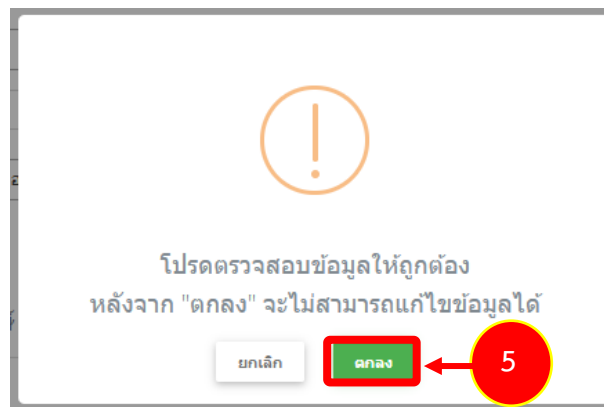 โปรดตรวจสอบข้อมูลให้ถูกต้อง
หลังจาก "ตกลง" จะไม่สามารถแก้ไขข้อมูลได้
ยกเลิก ตกลง 5